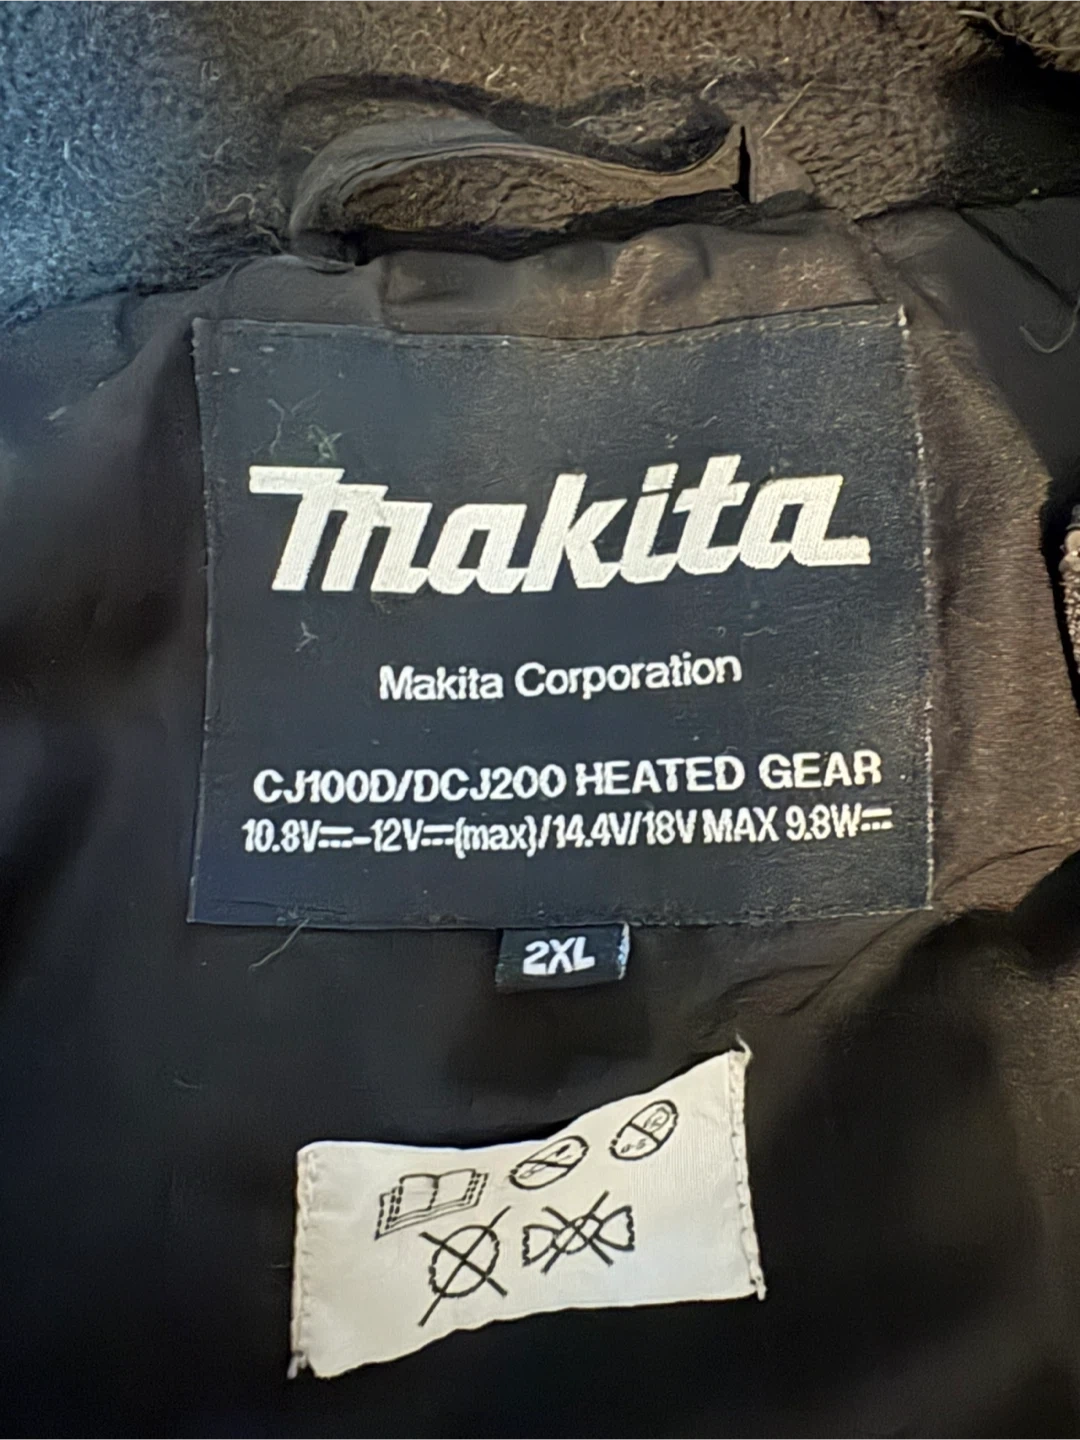 makita
Makita Corporation
CJ100D/DCJ200 HEATED GEAR
10.8V⎓-12V⎓(max)/14.4V/18V MAX 9.8W⎓
2XL